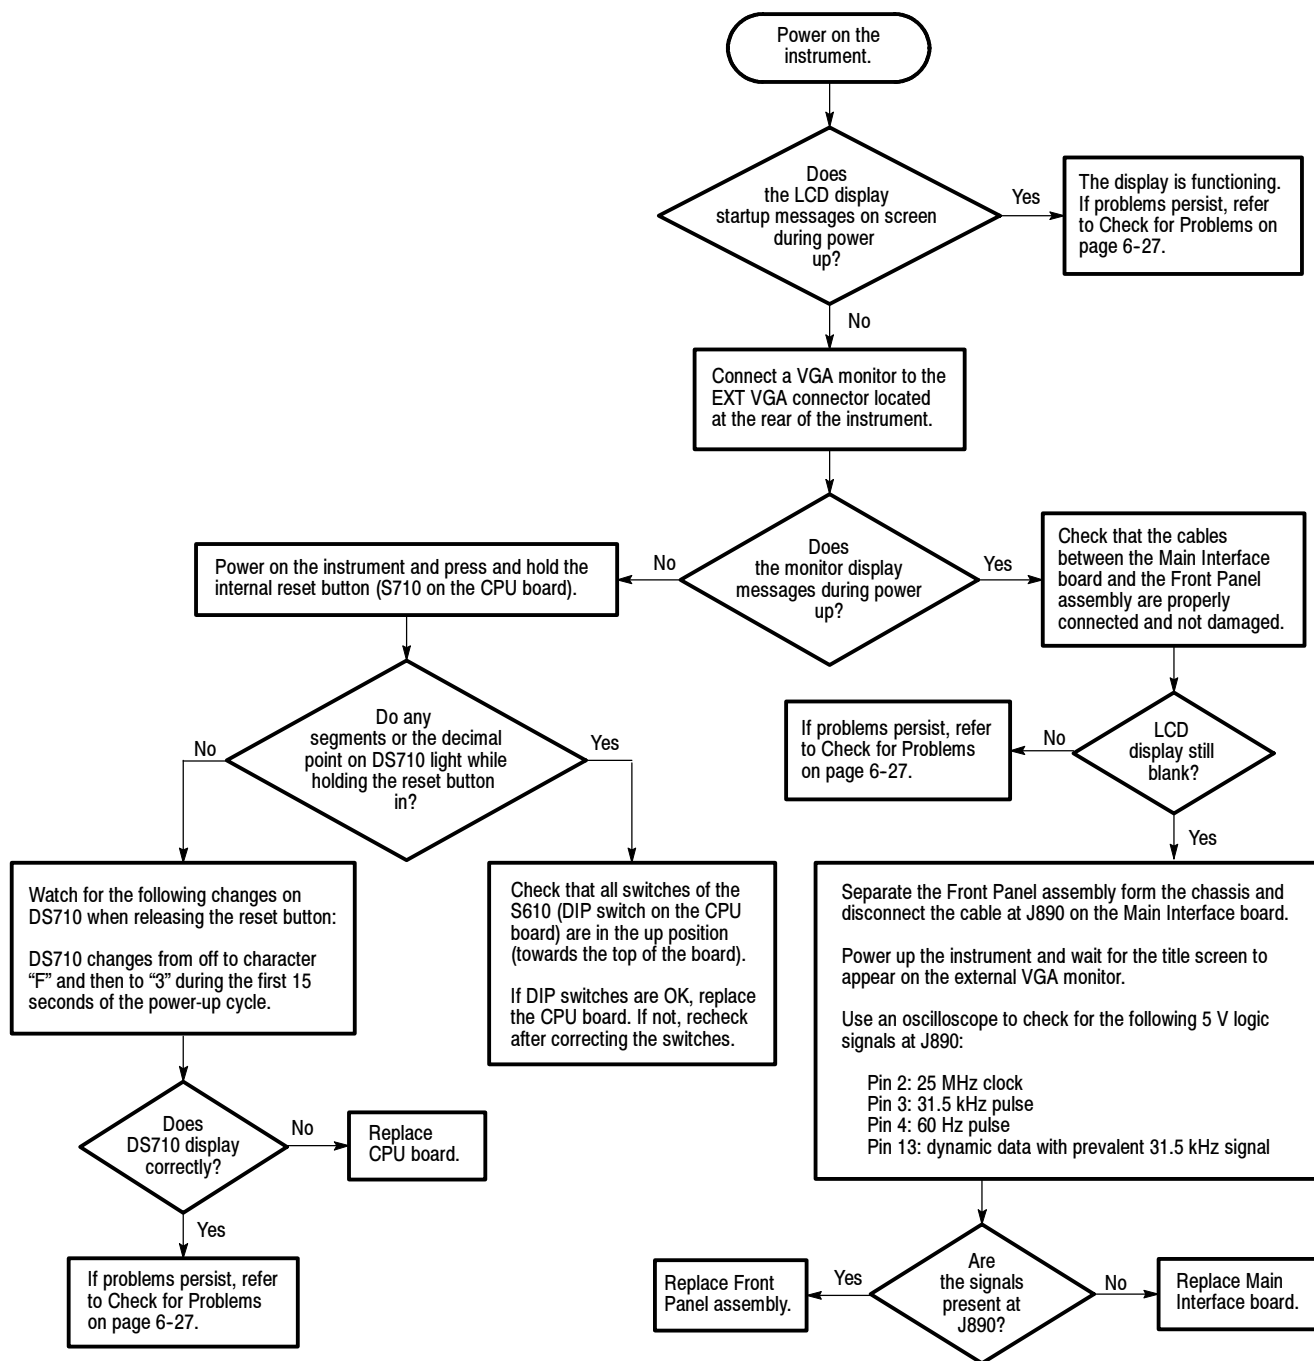 Power on the
instrument.
Does
the LCD display
startup messages on screen
during power
up?
Yes
The display is functioning.
If problems persist, refer
to Check for Problems on
page 6-27.
No
Connect a VGA monitor to the
EXT VGA connector located
at the rear of the instrument.
Does
the monitor display
messages during power
up?
No
Power on the instrument and press and hold the
internal reset button (S710 on the CPU board).
Yes
Check that the cables
between the Main Interface
board and the Front Panel
assembly are properly
connected and not damaged.
LCD
display still
blank?
No
If problems persist, refer
to Check for Problems
on page 6-27.
Yes
Do any
segments or the decimal
point on DS710 light while
holding the reset button
in?
No
Yes
Watch for the following changes on
DS710 when releasing the reset button:
DS710 changes from off to character
“F” and then to “3” during the first 15
seconds of the power-up cycle.
Check that all switches of the
S610 (DIP switch on the CPU
board) are in the up position
(towards the top of the board).
If DIP switches are OK, replace
the CPU board. If not, recheck
after correcting the switches.
Separate the Front Panel assembly form the chassis and
disconnect the cable at J890 on the Main Interface board.
Power up the instrument and wait for the title screen to
appear on the external VGA monitor.
Use an oscilloscope to check for the following 5 V logic
signals at J890:
Pin 2: 25 MHz clock
Pin 3: 31.5 kHz pulse
Pin 4: 60 Hz pulse
Pin 13: dynamic data with prevalent 31.5 kHz signal
Does
DS710 display
correctly?
No
Replace
CPU board.
Yes
If problems persist, refer
to Check for Problems
on page 6-27.
Are
the signals
present at
J890?
Yes
Replace Front
Panel assembly.
No
Replace Main
Interface board.